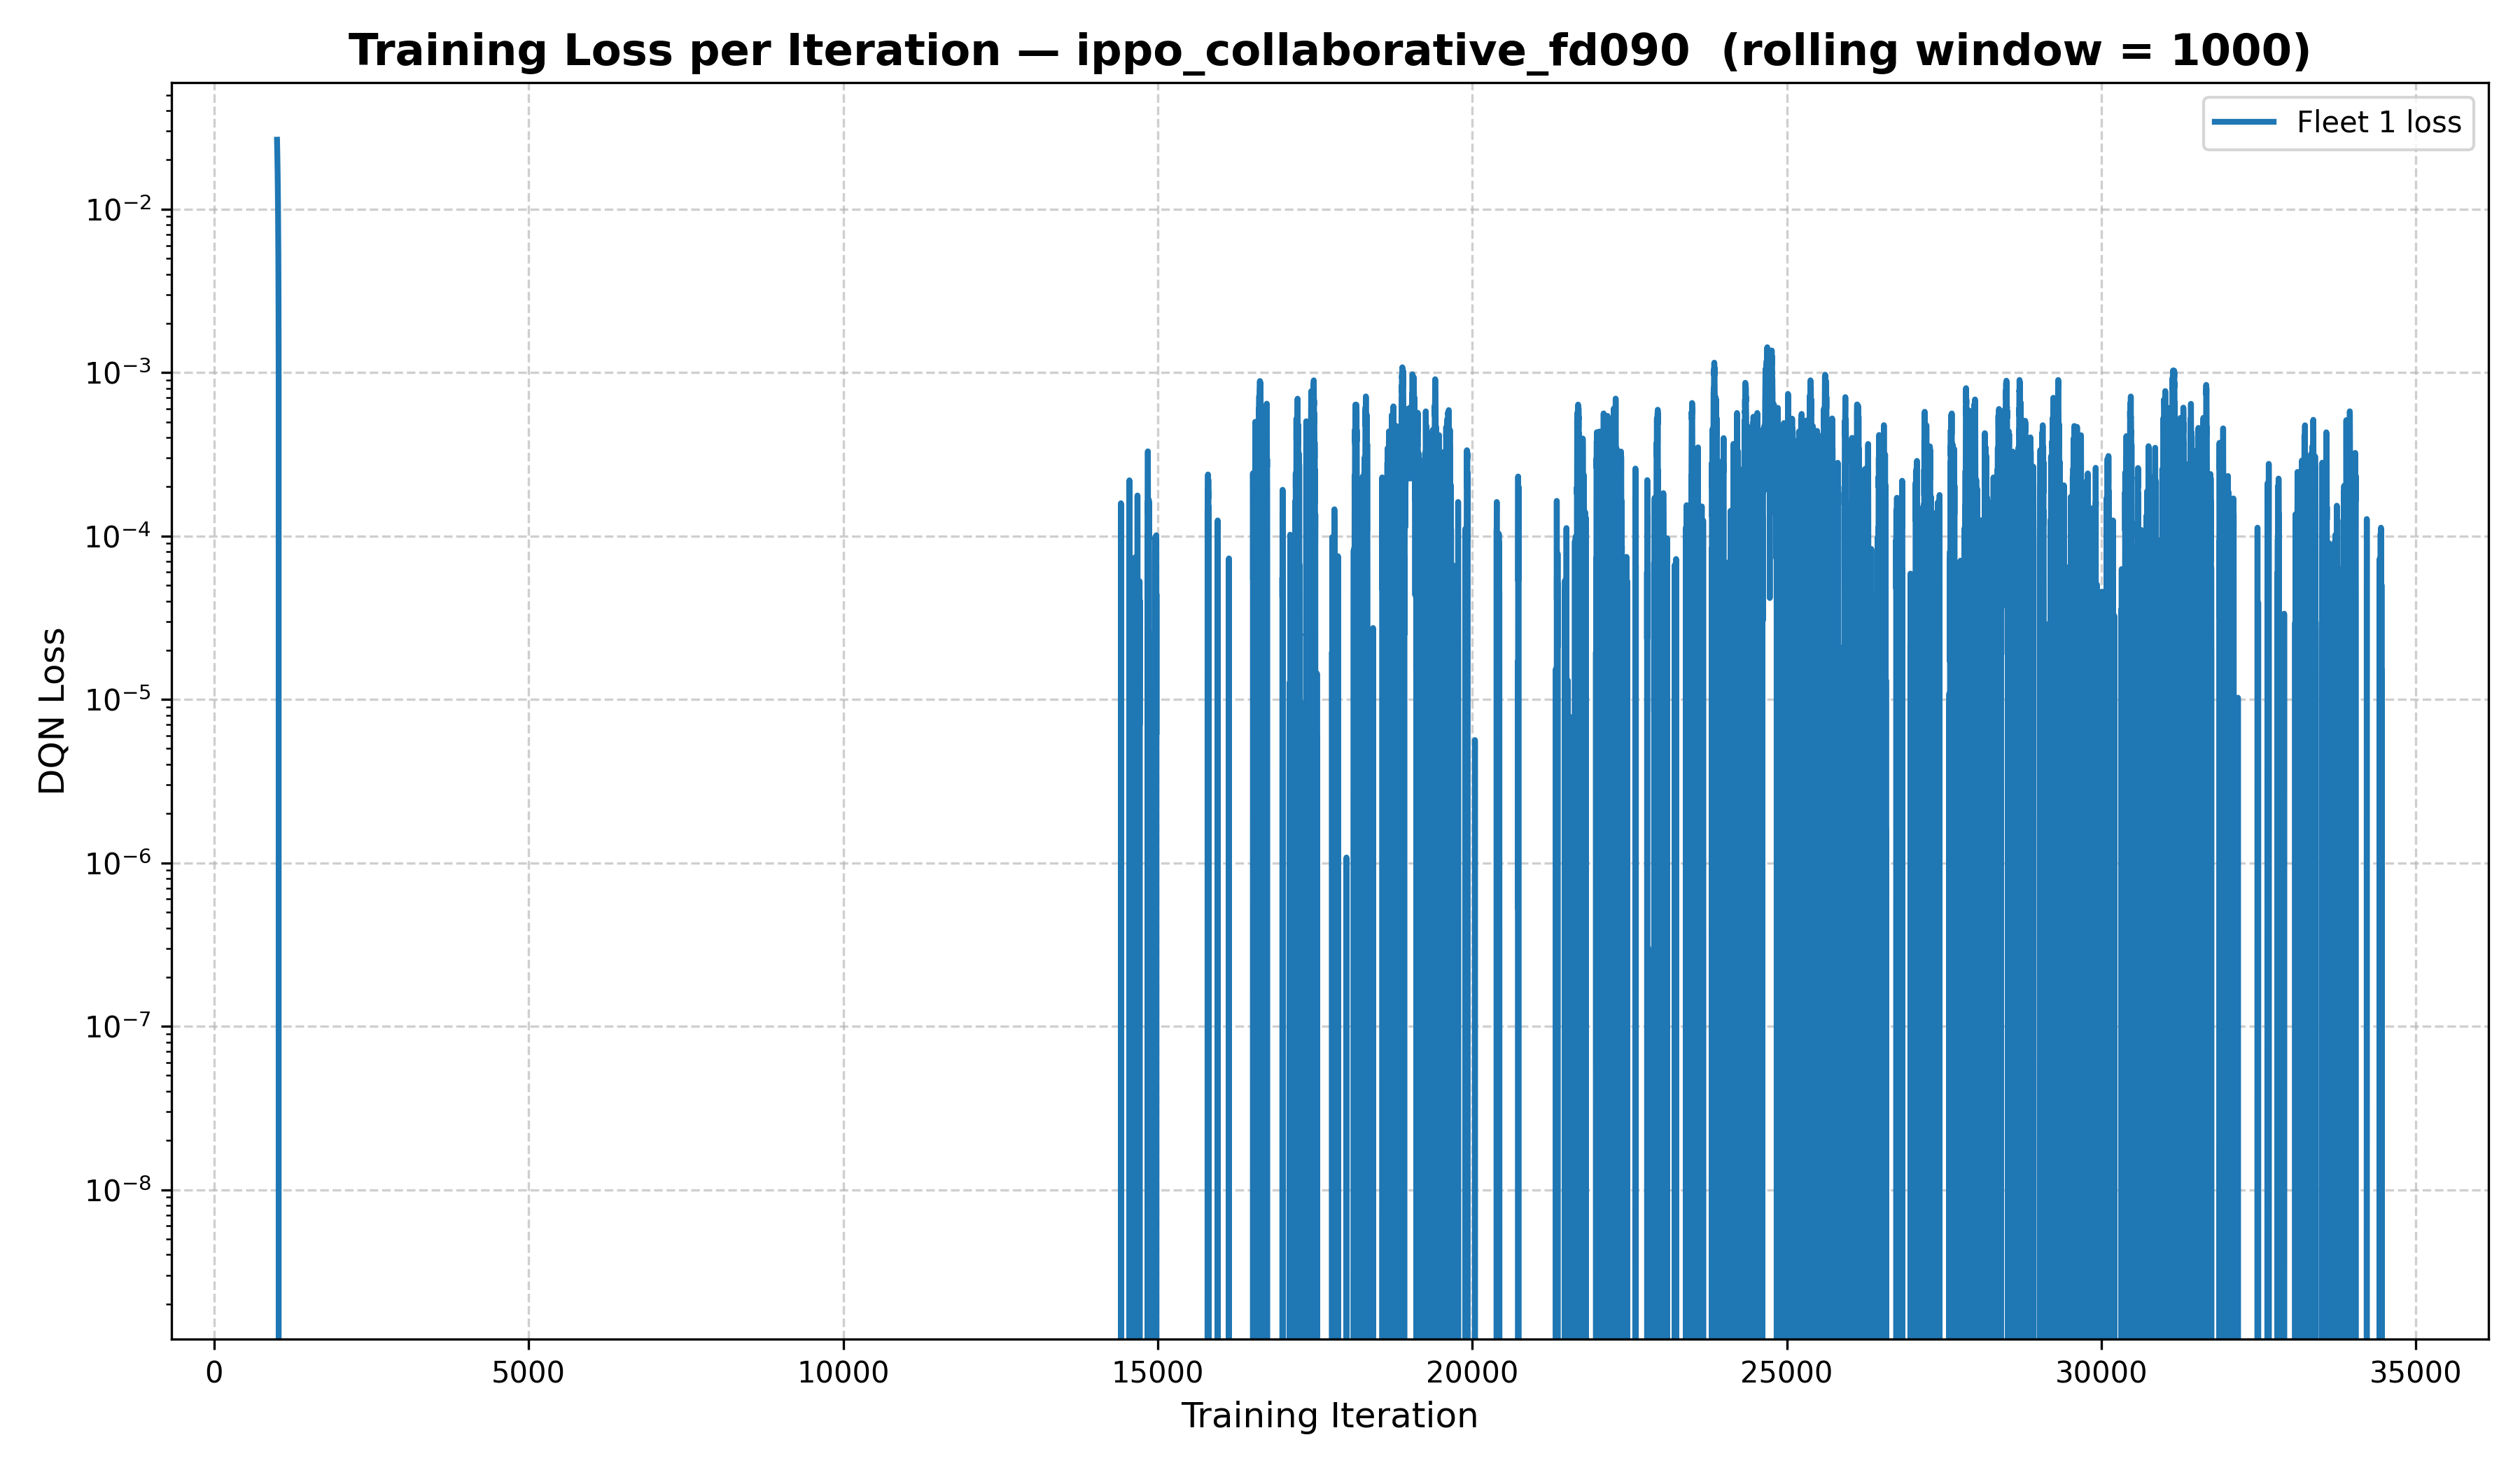 Training Loss per Iteration — ippo_collaborative_fd090  (rolling window = 1000)
Fleet 1 loss
DQN Loss
10⁻²
10⁻³
10⁻⁴
10⁻⁵
10⁻⁶
10⁻⁷
10⁻⁸
0 5000 10000 15000 20000 25000 30000 35000
Training Iteration